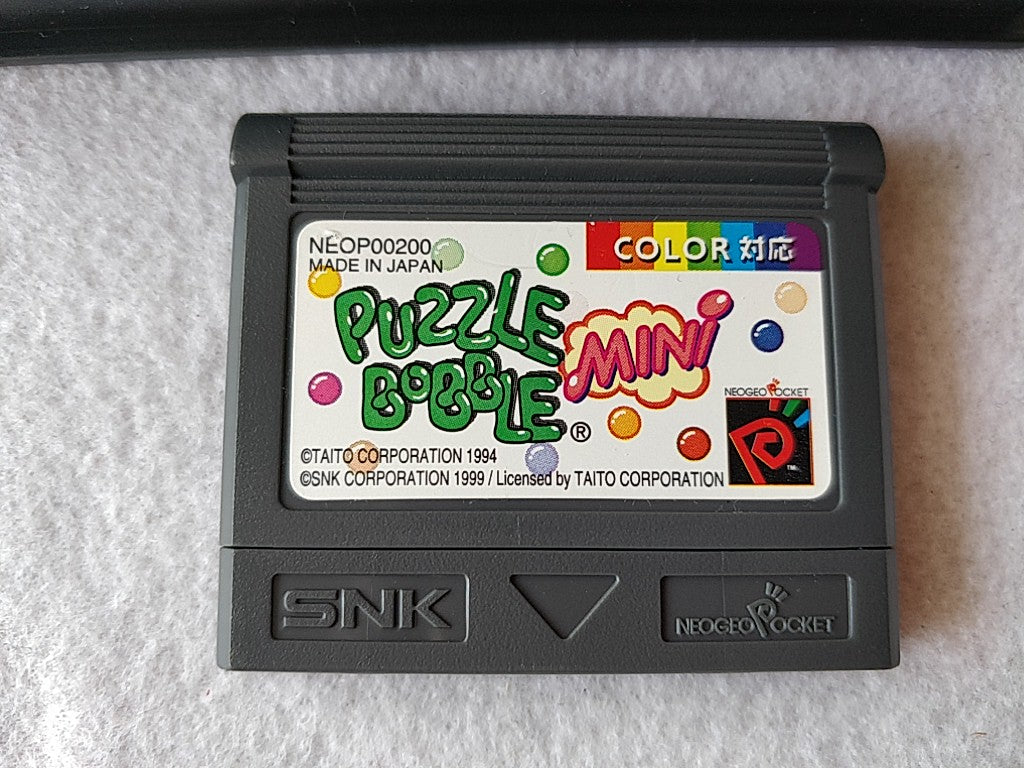 NEOP00200
MADE IN JAPAN
COLOR 対応
PUZZLE
BOBBLE®
MINI
NEOGEO POCKET
TM
©TAITO CORPORATION 1994
©SNK CORPORATION 1999 / Licensed by TAITO CORPORATION
SNK
NEOGEO POCKET